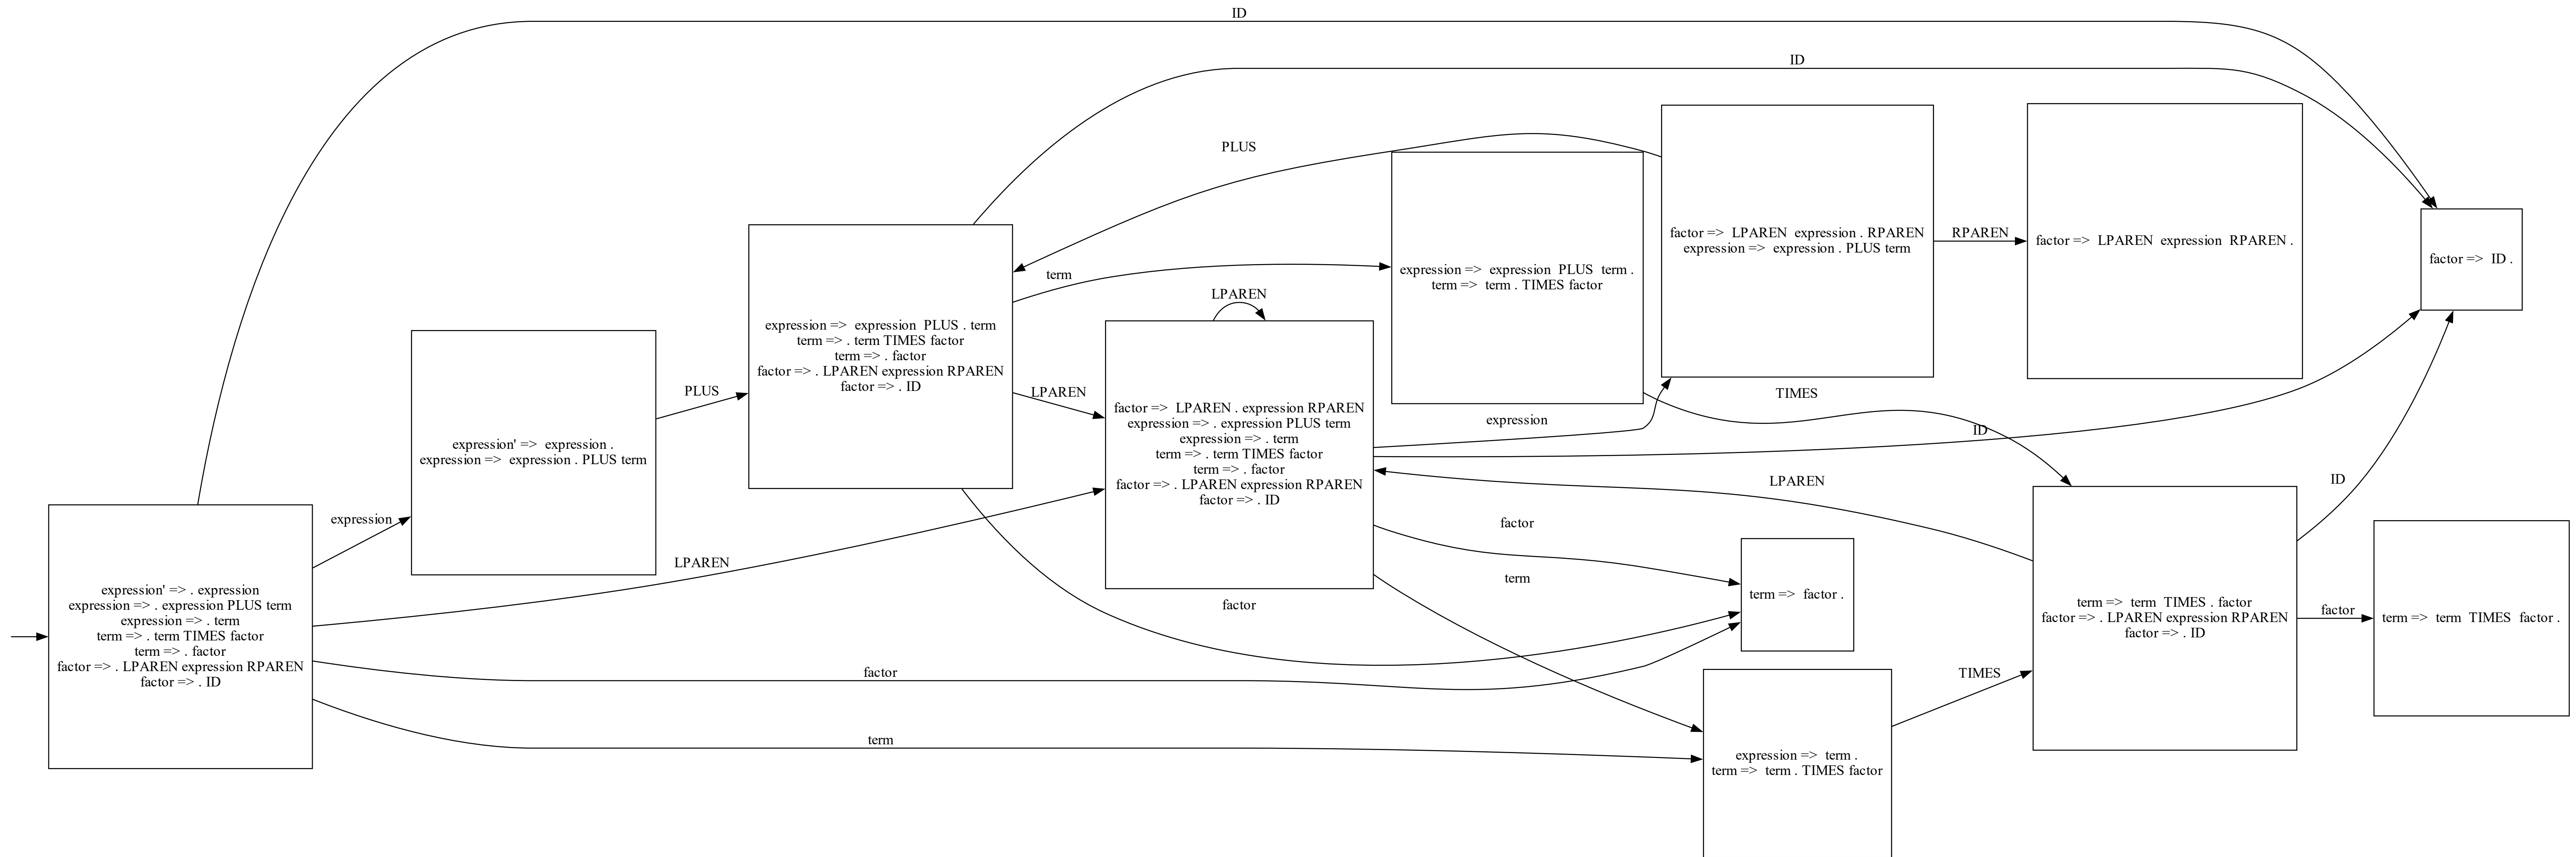 ID
ID
PLUS
factor => LPAREN expression . RPAREN
expression => expression . PLUS term
RPAREN
factor => LPAREN expression RPAREN .
factor => ID .
term
expression => expression PLUS term .
term => term . TIMES factor
LPAREN
expression => expression PLUS . term
term => . term TIMES factor
term => . factor
factor => . LPAREN expression RPAREN
factor => . ID
PLUS
LPAREN
TIMES
expression
ID
expression' => expression .
expression => expression . PLUS term
factor => LPAREN . expression RPAREN
expression => . expression PLUS term
expression => . term
term => . term TIMES factor
term => . factor
factor => . LPAREN expression RPAREN
factor => . ID
LPAREN
ID
expression
factor
LPAREN
term
factor
expression' => . expression
expression => . expression PLUS term
expression => . term
term => . term TIMES factor
term => . factor
factor => . LPAREN expression RPAREN
factor => . ID
term => factor .
term => term TIMES . factor
factor => . LPAREN expression RPAREN
factor => . ID
factor
term => term TIMES factor .
factor
TIMES
term
expression => term .
term => term . TIMES factor